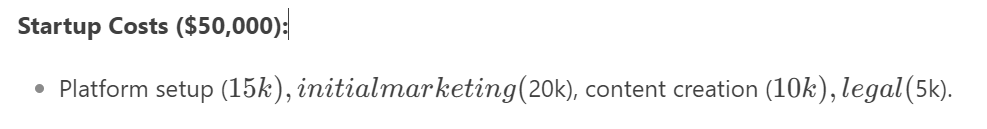 Startup Costs ($50,000):
• Platform setup (15k), initialmarketing(20k), content creation (10k), legal(5k).